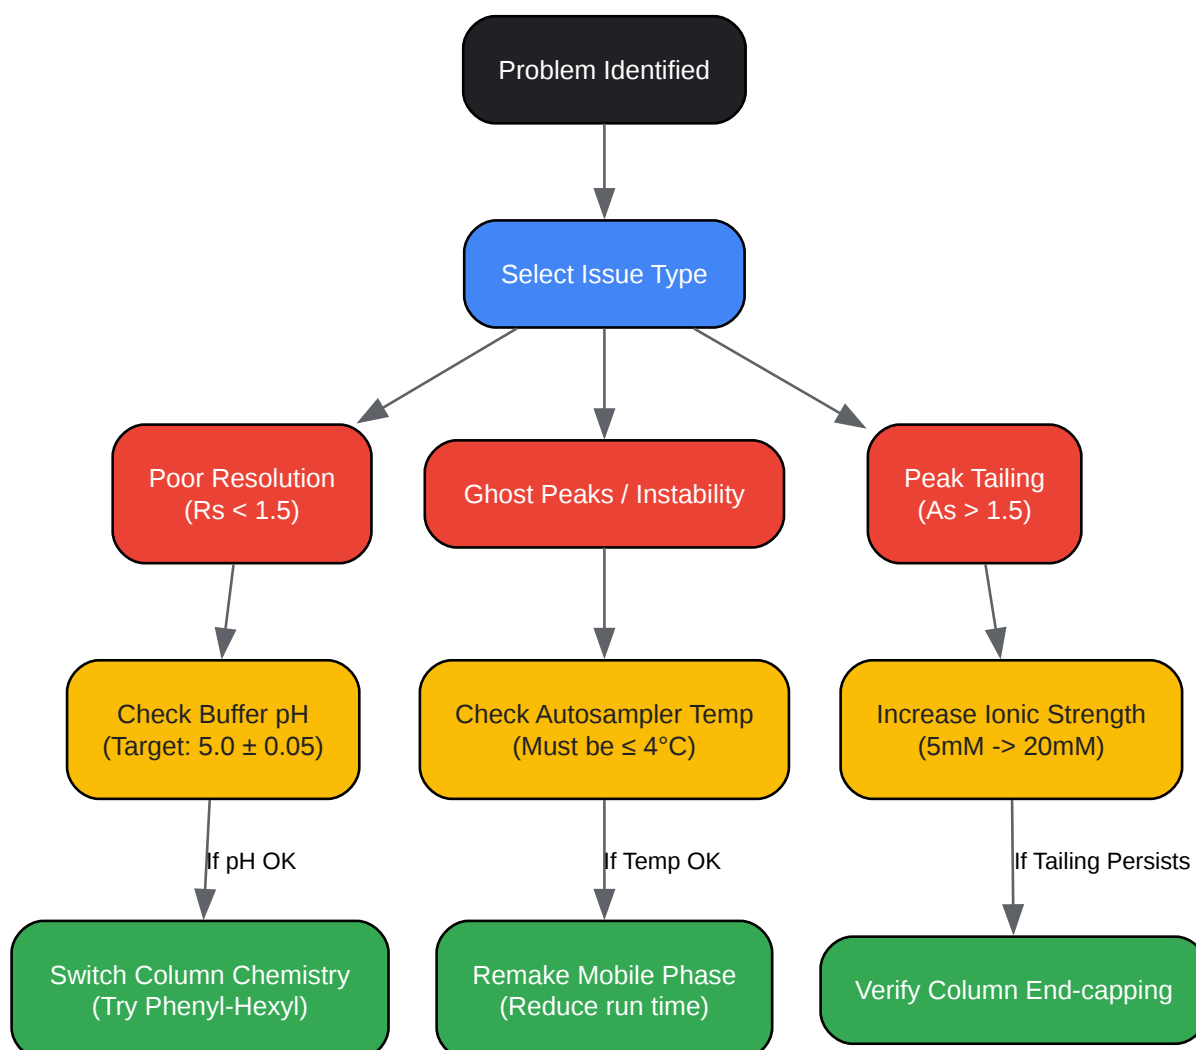 Problem Identified
Select Issue Type
Poor Resolution
(Rs < 1.5)
Ghost Peaks / Instability
Peak Tailing
(As > 1.5)
Check Buffer pH
(Target: 5.0 ± 0.05)
Check Autosampler Temp
(Must be ≤ 4°C)
Increase Ionic Strength
(5mM -> 20mM)
If pH OK
If Temp OK
If Tailing Persists
Switch Column Chemistry
(Try Phenyl-Hexyl)
Remake Mobile Phase
(Reduce run time)
Verify Column End-capping